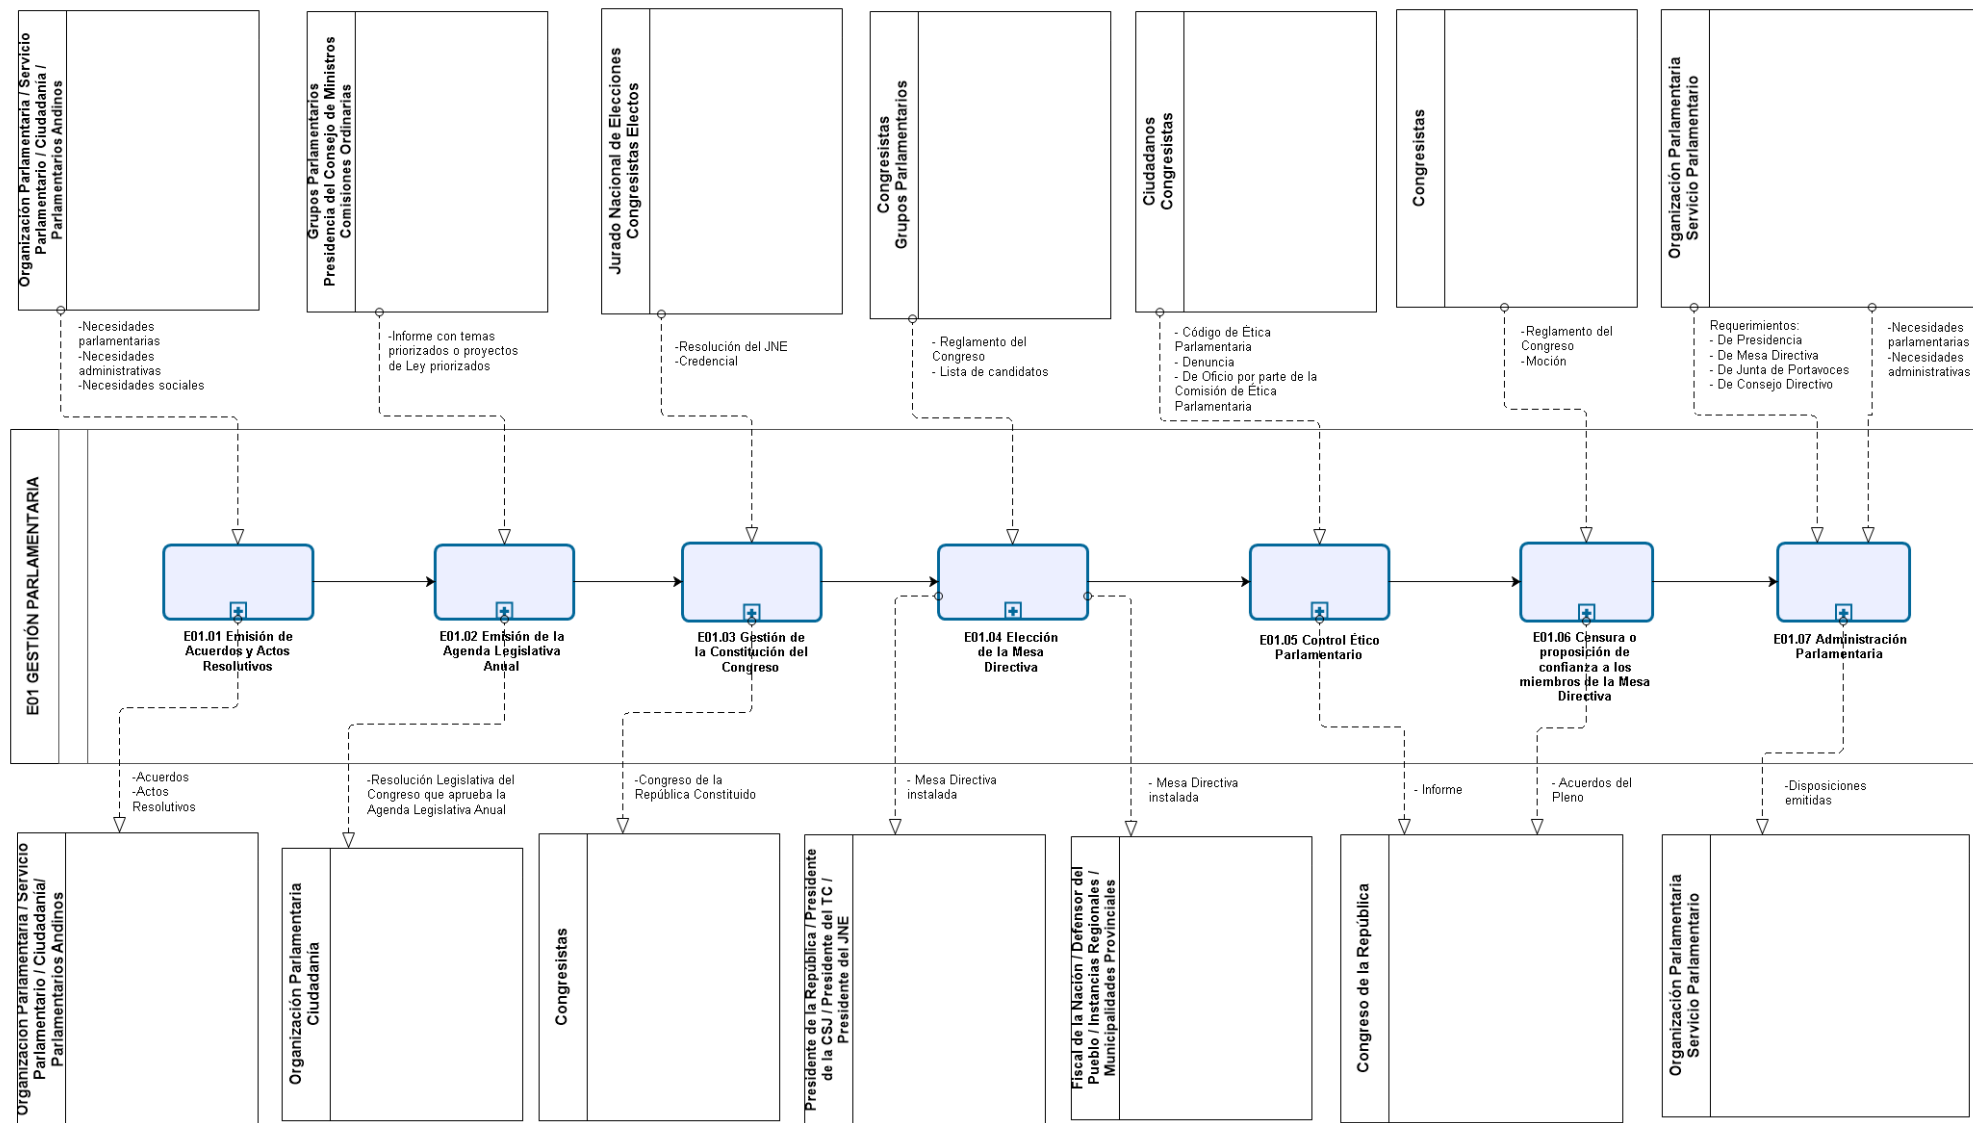 Organización Parlamentaria / Servicio
Parlamentario / Ciudadanía /
Parlamentarios Andinos
Grupos Parlamentarios
Presidencia del Consejo de Ministros
Comisiones Ordinarias
Jurado Nacional de Elecciones
Congresistas Electos
Congresistas
Grupos Parlamentarios
Ciudadanos
Congresistas
Congresistas
Organización Parlamentaria
Servicio Parlamentario
-Necesidades
parlamentarias
-Necesidades
administrativas
-Necesidades sociales
-Informe con temas
priorizados o proyectos
de Ley priorizados
-Resolución del JNE
-Credencial
- Reglamento del
Congreso
- Lista de candidatos
- Código de Ética
Parlamentaria
- Denuncia
- De Oficio por parte de la
Comisión de Ética
Parlamentaria
-Reglamento del
Congreso
-Moción
Requerimientos:
- De Presidencia
- De Mesa Directiva
- De Junta de Portavoces
- De Consejo Directivo
-Necesidades
parlamentarias
-Necesidades
administrativas
E01 GESTIÓN PARLAMENTARIA
E01.01 Emisión de
Acuerdos y Actos
Resolutivos
E01.02 Emisión de la
Agenda Legislativa
Anual
E01.03 Gestión de
la Constitución del
Congreso
E01.04 Elección
de la Mesa
Directiva
E01.05 Control Ético
Parlamentario
E01.06 Censura o
proposición de
confianza a los
miembros de la Mesa
Directiva
E01.07 Administración
Parlamentaria
-Acuerdos
-Actos
Resolutivos
-Resolución Legislativa del
Congreso que aprueba la
Agenda Legislativa Anual
-Congreso de la
República Constituido
- Mesa Directiva
instalada
- Mesa Directiva
instalada
- Informe
- Acuerdos del
Pleno
-Disposiciones
emitidas
Organización Parlamentaria / Servicio
Parlamentario / Ciudadanía/
Parlamentarios Andinos
Organización Parlamentaria
Ciudadanía
Congresistas
Presidente de la República / Presidente
de la CSJ / Presidente del TC /
Presidente del JNE
Fiscal de la Nación / Defensor del
Pueblo / Instancias Regionales /
Municipalidades Provinciales
Congreso de la República
Organización Parlamentaria
Servicio Parlamentario